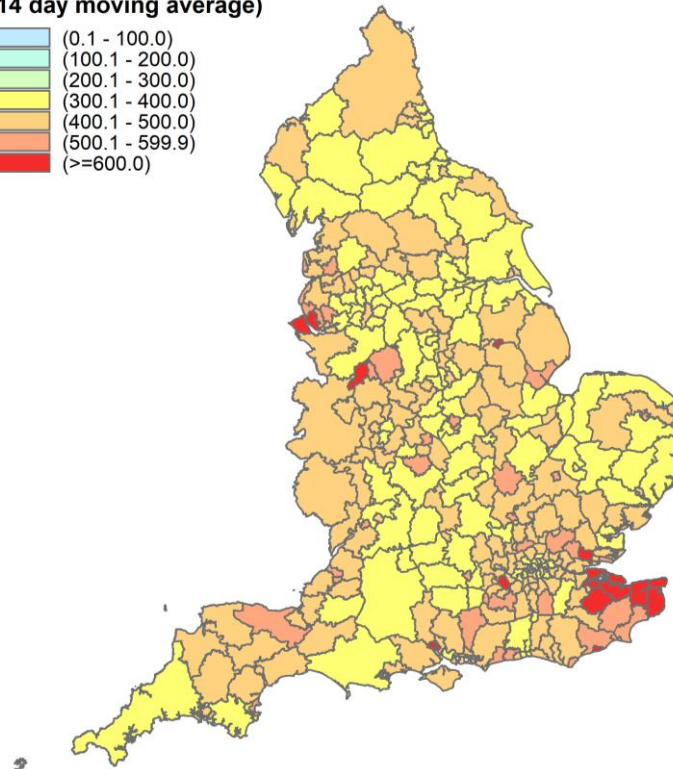 14 day moving average)
(0.1 - 100.0)
(100.1 - 200.0)
(200.1 - 300.0)
(300.1 - 400.0)
(400.1 - 500.0)
(500.1 - 599.9)
(>=600.0)